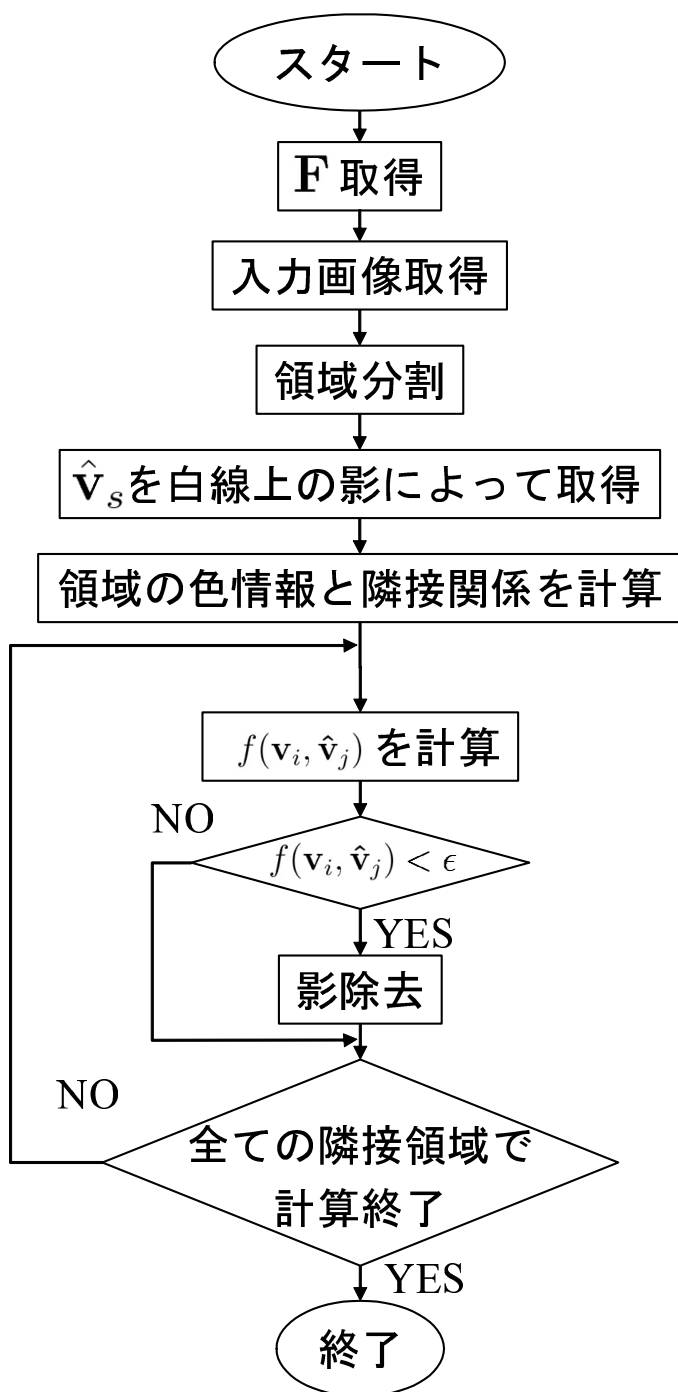 スタート
F 取得
入力画像取得
領域分割
v̂_sを白線上の影によって取得
領域の色情報と隣接関係を計算
f(v_i, v̂_j) を計算
NO
f(v_i, v̂_j) < ϵ
YES
影除去
NO
全ての隣接領域で
計算終了
YES
終了